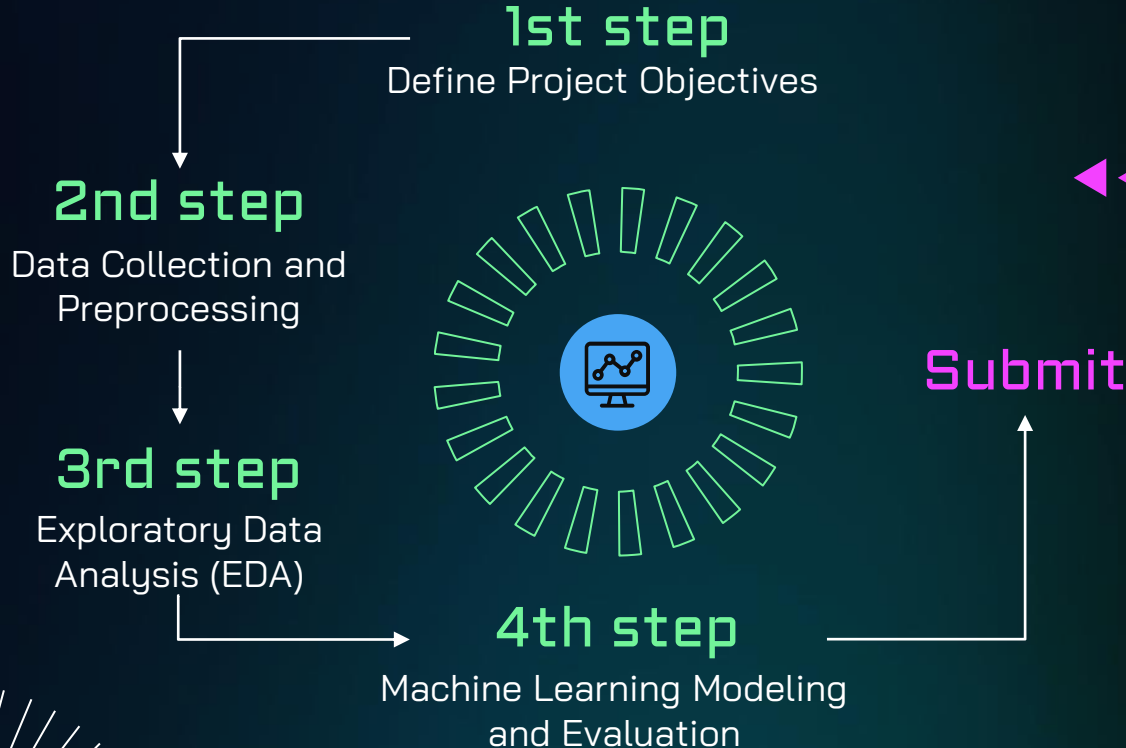 1st step
Define Project Objectives
2nd step
Data Collection and
Preprocessing
3rd step
Exploratory Data
Analysis (EDA)
4th step
Machine Learning Modeling
and Evaluation
Submit